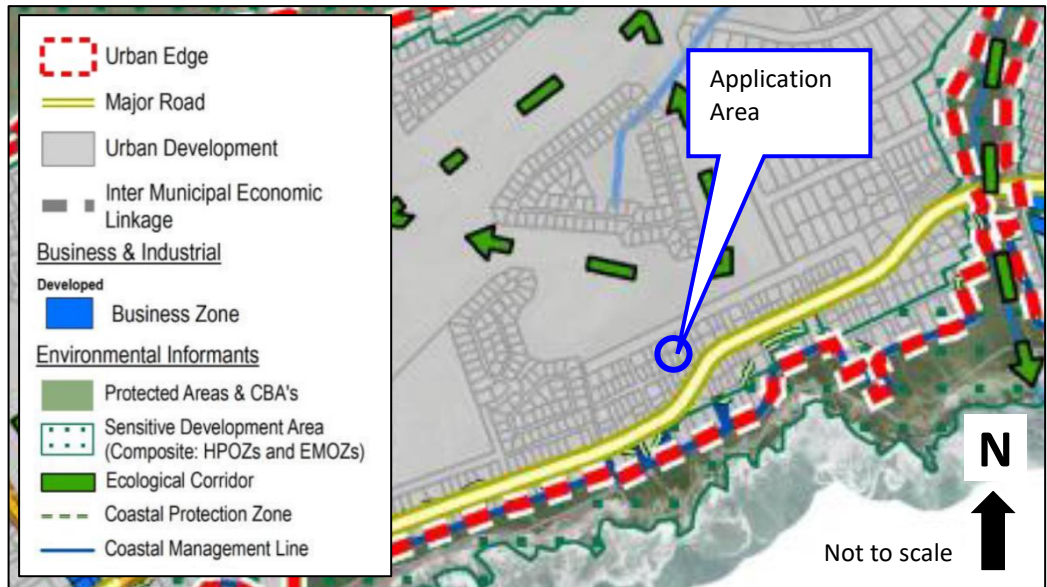 Urban Edge
Major Road
Urban Development
Inter Municipal Economic
Linkage
Business & Industrial
Developed
Business Zone
Environmental Informants
Protected Areas & CBA's
Sensitive Development Area
(Composite: HPOZs and EMOZs)
Ecological Corridor
Coastal Protection Zone
Coastal Management Line
Application
Area
N
Not to scale